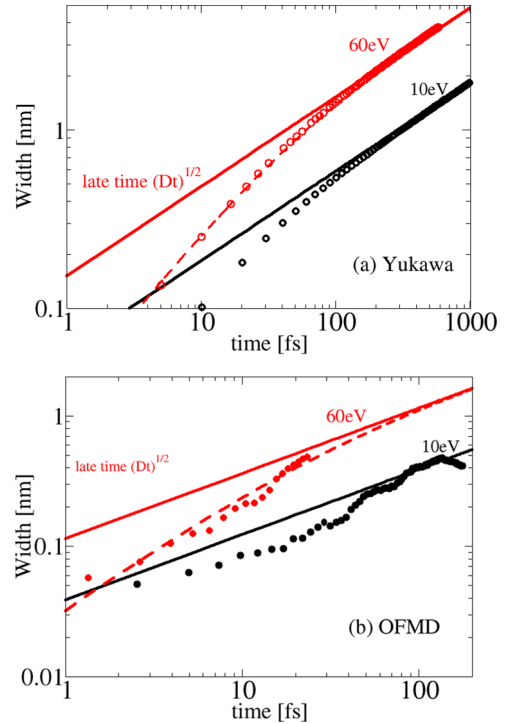 60eV
10eV
1
Width [nm]
late time (Dt)1/2
(a) Yukawa
0.1
1 10 100 1000
time [fs]
60eV
10eV
1
late time (Dt)1/2
Width [nm]
0.1
(b) OFMD
0.01
1 10 100
time [fs]